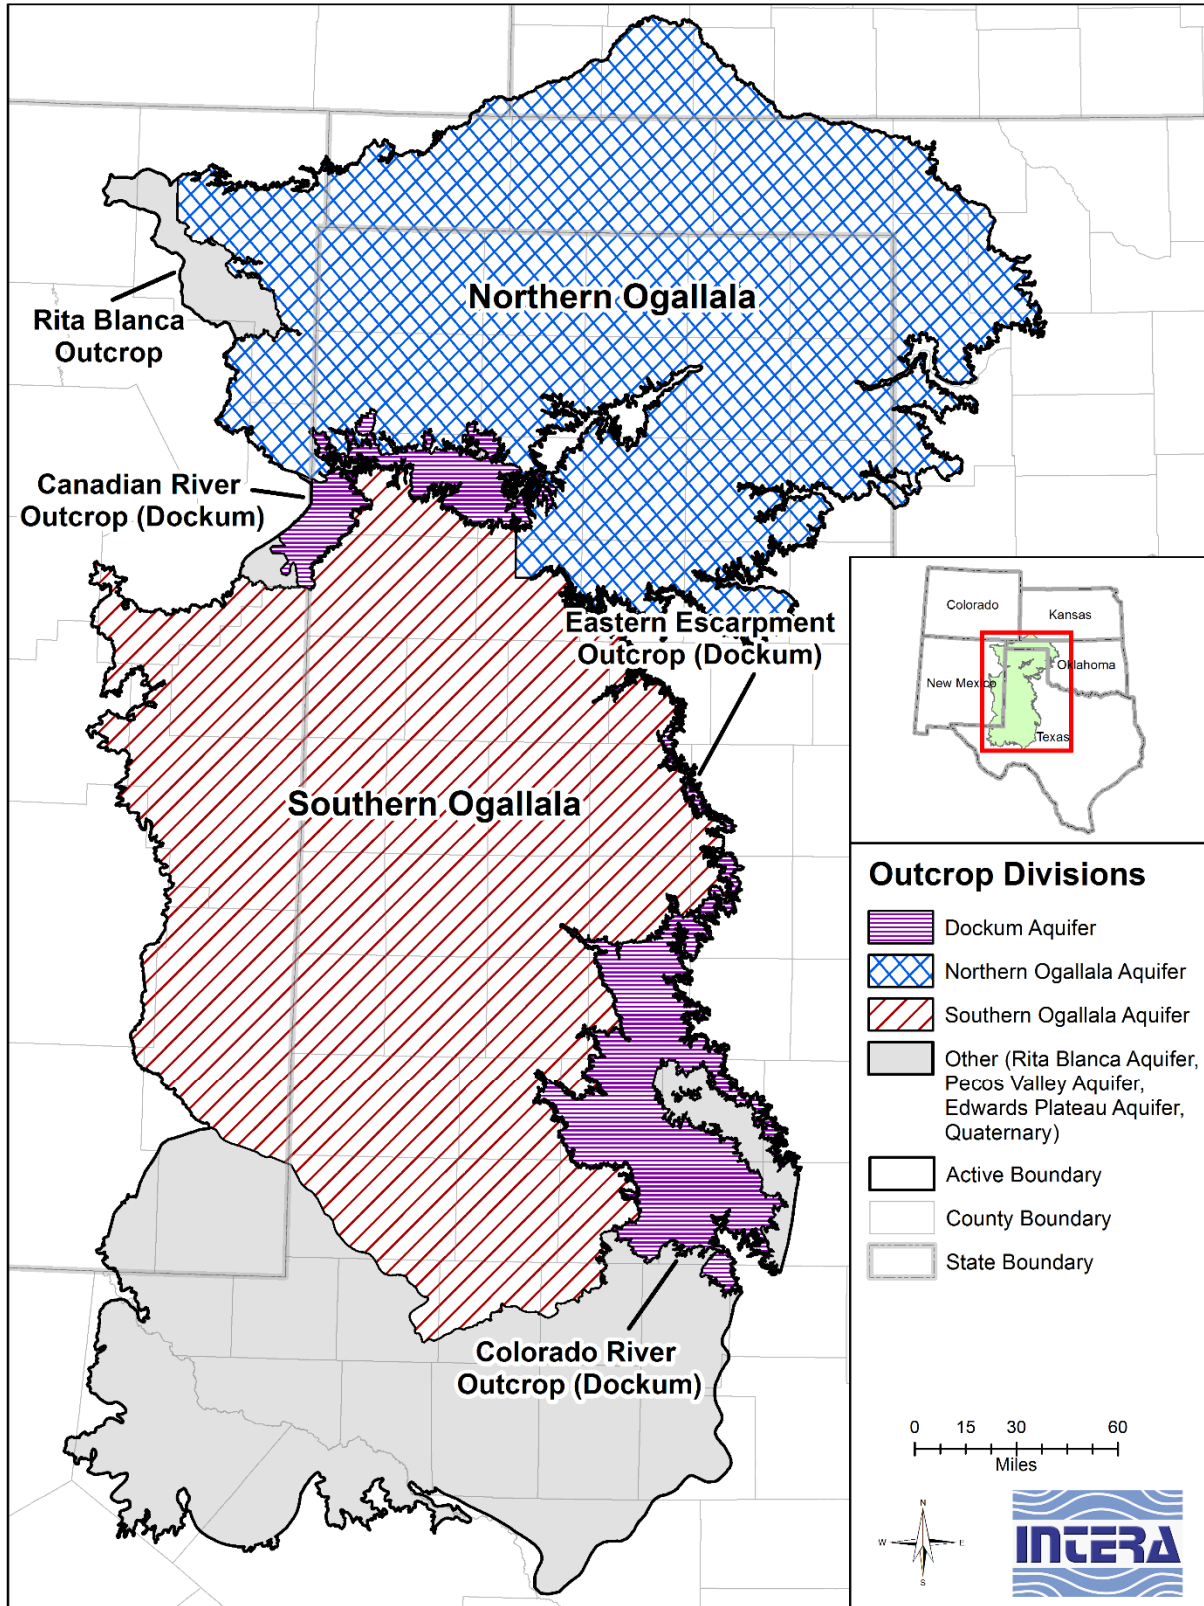 Northern Ogallala
Rita Blanca
Outcrop
Canadian River
Outcrop (Dockum)
Eastern Escarpment
Outcrop (Dockum)
Southern Ogallala
Colorado River
Outcrop (Dockum)
Colorado
Kansas
New Mexico
Oklahoma
Texas
Outcrop Divisions
Dockum Aquifer
Northern Ogallala Aquifer
Southern Ogallala Aquifer
Other (Rita Blanca Aquifer,
Pecos Valley Aquifer,
Edwards Plateau Aquifer,
Quaternary)
Active Boundary
County Boundary
State Boundary
0 15 30 60
Miles
N
W E
S
INTERA